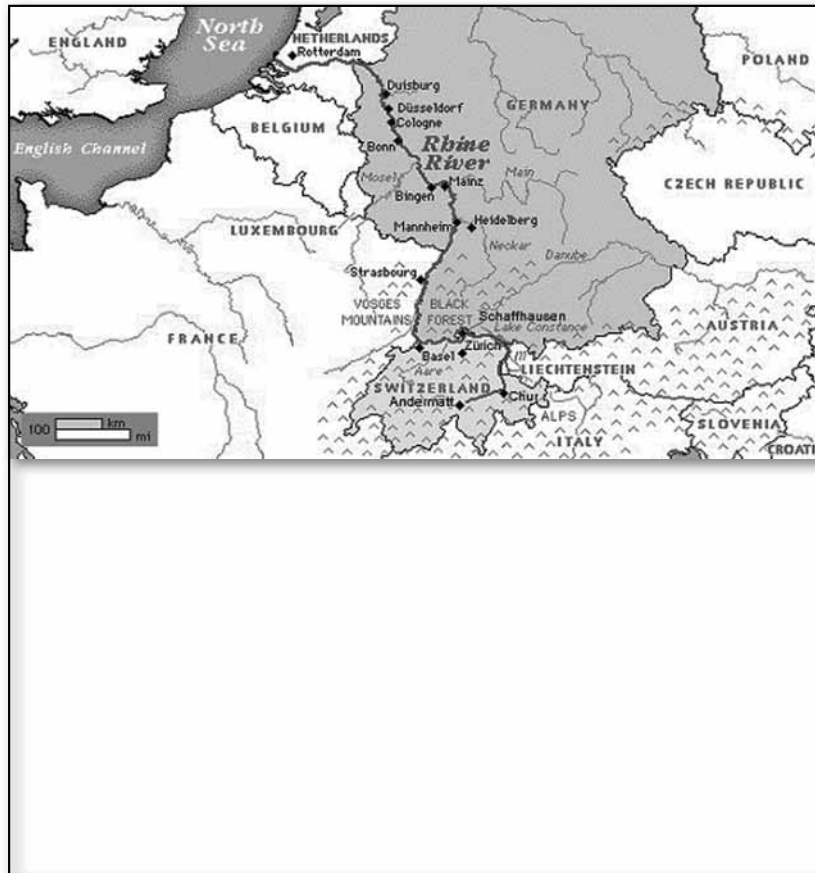 North
Sea
ENGLAND
NETHERLANDS
Rotterdam
POLAND
Duisburg
Düsseldorf
Cologne
GERMANY
BELGIUM
English Channel
Bonn
Rhine
River
Mosel
Mainz
Main
Bingen
CZECH REPUBLIC
LUXEMBOURG
Mannheim
Heidelberg
Neckar
Danube
Strasbourg
VOSGES
MOUNTAINS
BLACK
FOREST
Schaffhausen
Lake Constance
AUSTRIA
FRANCE
Basel
Zürich
LIECHTENSTEIN
Aare
SWITZERLAND
Chur
Andermatt
ALPS
SLOVENIA
ITALY
CROAT
100
km
mi